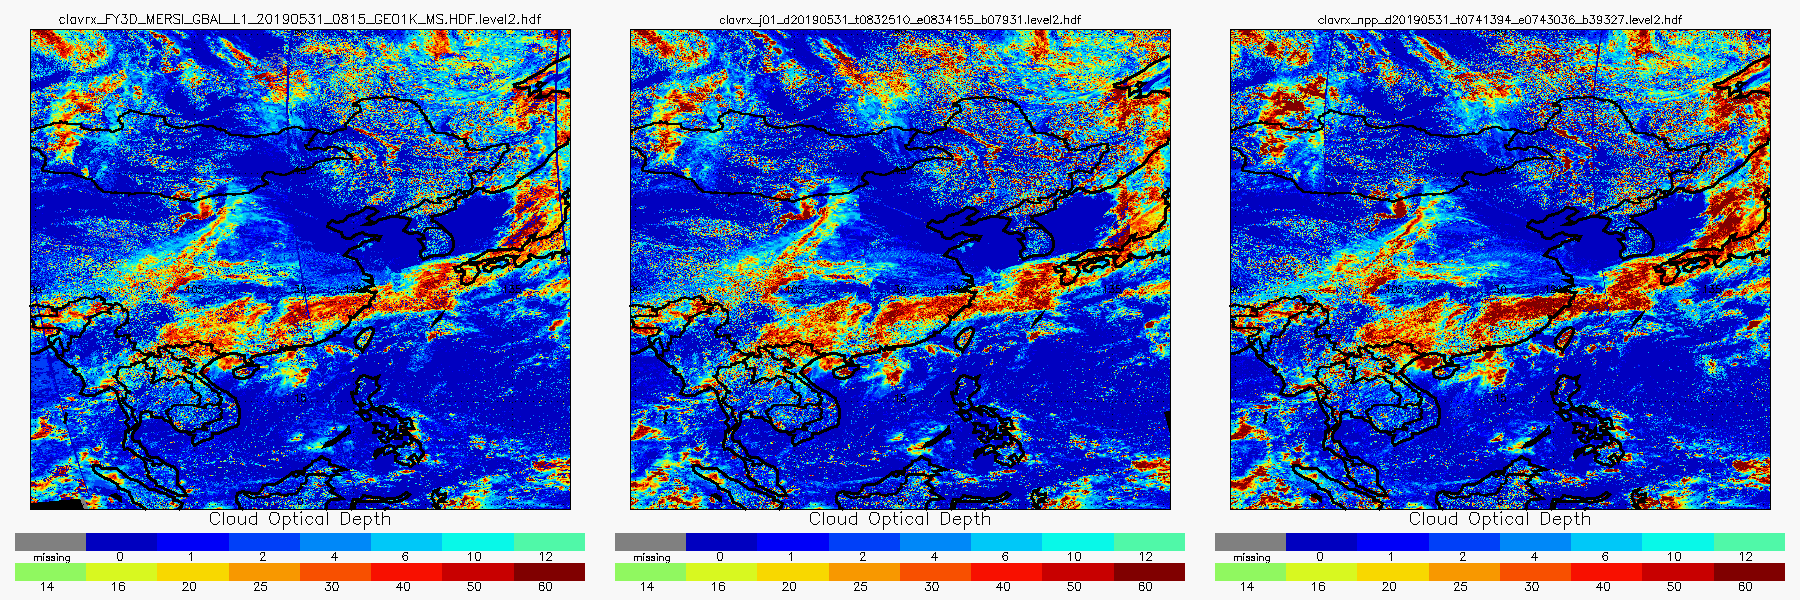 clavrx_FY3D_MERSI_GBAL_L1_20190531_0815_GEO1K_MS.HDF.level2.hdf
clavrx_j01_d20190531_t0832510_e0834155_b07931.level2.hdf
clavrx_npp_d20190531_t0741394_e0743036_b39327.level2.hdf
Cloud Optical Depth
Cloud Optical Depth
Cloud Optical Depth
missing 0 1 2 4 6 10 12
14 16 20 25 30 40 50 60
missing 0 1 2 4 6 10 12
14 16 20 25 30 40 50 60
missing 0 1 2 4 6 10 12
14 16 20 25 30 40 50 60